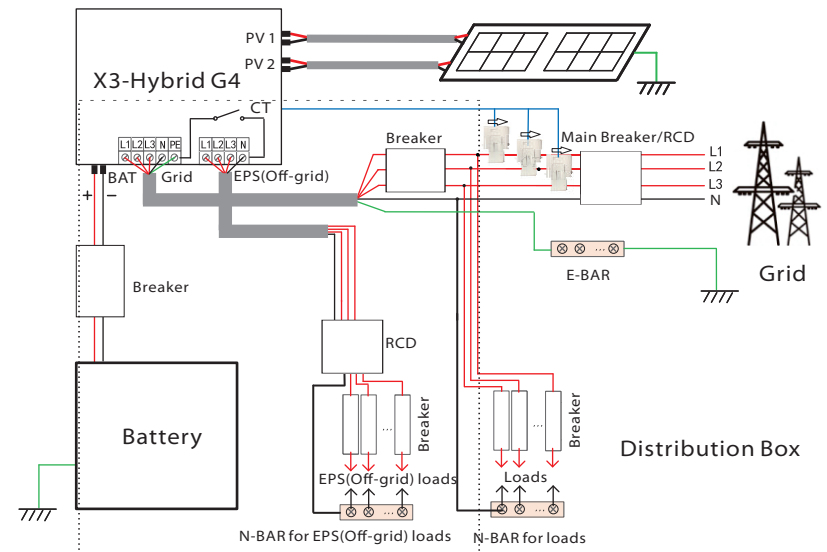 PV 1
PV 2
X3-Hybrid G4
CT
L1 L2 L3 N PE
L1 L2 L3 N
BAT
Grid
EPS(Off-grid)
+
−
Breaker
Main Breaker/RCD
L1
L2
L3
N
Grid
E-BAR
...
Breaker
RCD
Battery
...
Breaker
...
Breaker
Distribution Box
EPS(Off-grid) loads
Loads
...
...
N-BAR for EPS(Off-grid) loads
N-BAR for loads